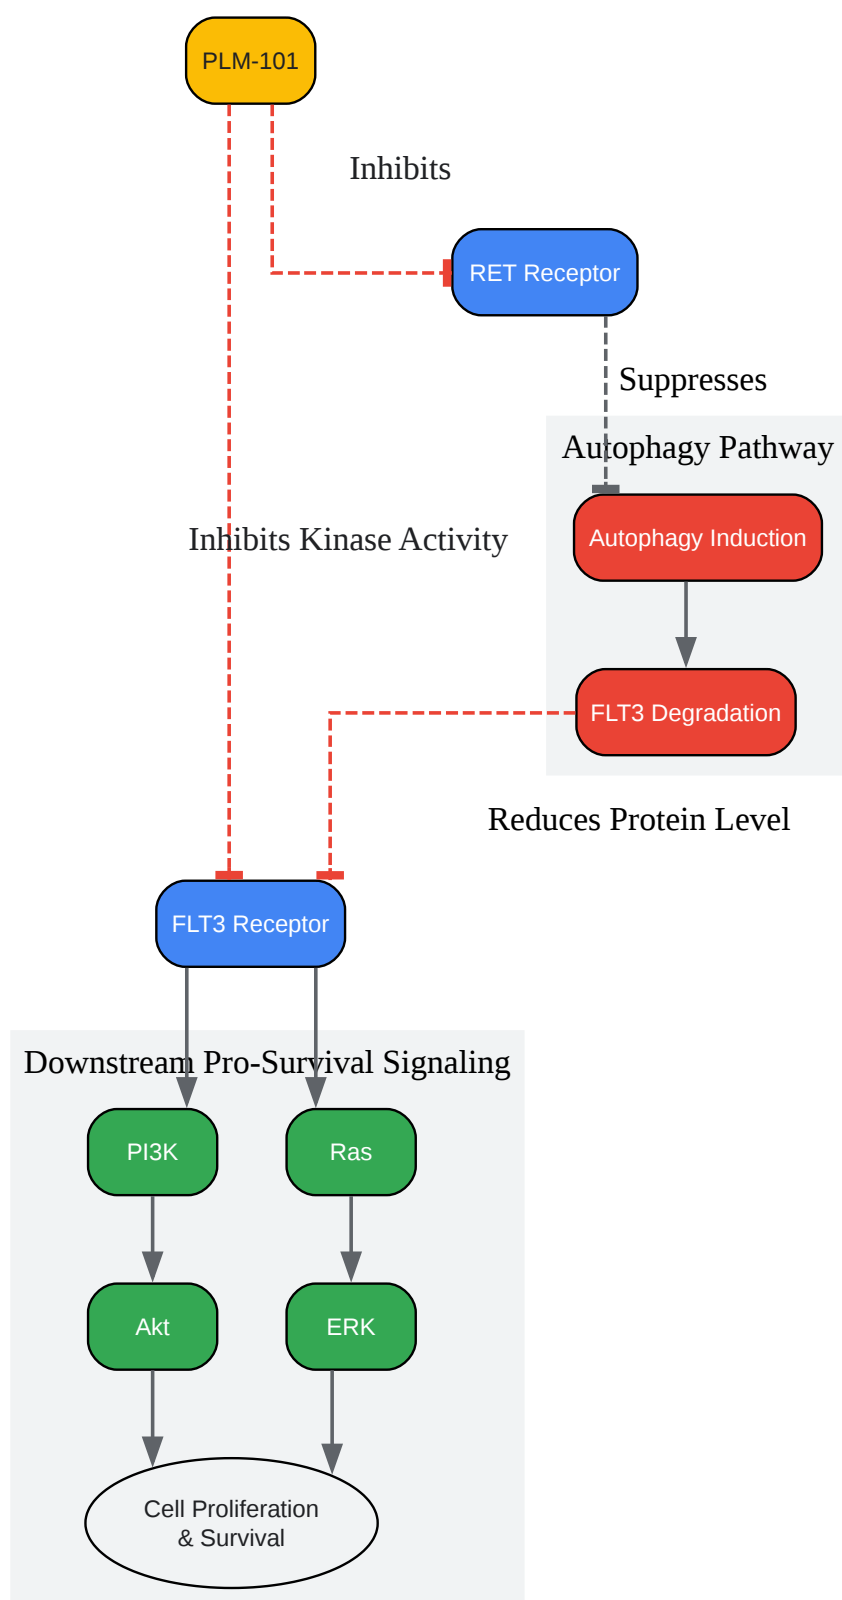 PLM-101
Inhibits
RET Receptor
Suppresses
Autophagy Pathway
Autophagy Induction
Inhibits Kinase Activity
FLT3 Degradation
Reduces Protein Level
FLT3 Receptor
Downstream Pro-Survival Signaling
PI3K
Ras
Akt
ERK
Cell Proliferation
& Survival